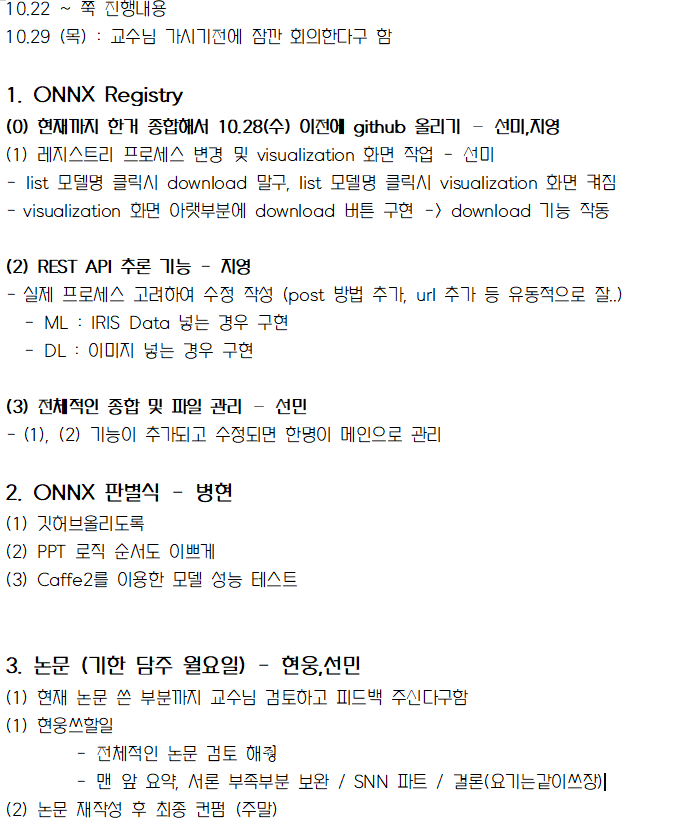 10.22 ~ 쭉 진행내용
10.29 (목) : 교수님 가시기전에 잠깐 회의한다구 함
1. ONNX Registry
(0) 현재까지 한거 종합해서 10.28(수) 이전에 github 올리기 - 선미,지영
(1) 레지스트리 프로세스 변경 및 visualization 화면 작업 - 선미
- list 모델명 클릭시 download 말구, list 모델명 클릭시 visualization 화면 켜짐
- visualization 화면 아랫부분에 download 버튼 구현 -> download 기능 작동
(2) REST API 추론 기능 - 지영
- 실제 프로세스 고려하여 수정 작성 (post 방법 추가, url 추가 등 유동적으로 잘..)
- ML : IRIS Data 넣는 경우 구현
- DL : 이미지 넣는 경우 구현
(3) 전체적인 종합 및 파일 관리 - 선민
- (1), (2) 기능이 추가되고 수정되면 한명이 메인으로 관리
2. ONNX 판별식 - 병현
(1) 깃허브올리도록
(2) PPT 로직 순서도 이쁘게
(3) Caffe2를 이용한 모델 성능 테스트
3. 논문 (기한 담주 월요일) - 현웅,선민
(1) 현재 논문 쓴 부분까지 교수님 검토하고 피드백 주신다구함
(1) 현웅쓰할일
- 전체적인 논문 검토 해줭
- 맨 앞 요약, 서론 부족부분 보완 / SNN 파트 / 결론(요기는같이쓰장)
(2) 논문 재작성 후 최종 컨펌 (주말)